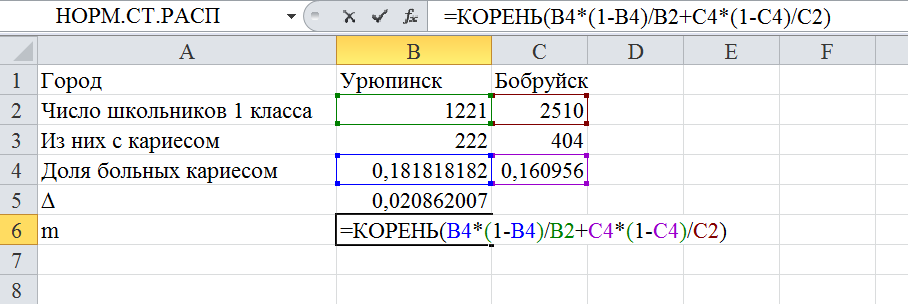 НОРМ.СТ.РАСП =КОРЕНЬ(B4*(1-B4)/B2+C4*(1-C4)/C2)
A B C D E F
1 Город Урюпинск Бобруйск
2 Число школьников 1 класса 1221 2510
3 Из них с кариесом 222 404
4 Доля больных кариесом 0,181818182 0,160956
5 Δ 0,020862007
6 m =КОРЕНЬ(B4*(1-B4)/B2+C4*(1-C4)/C2)
7
8